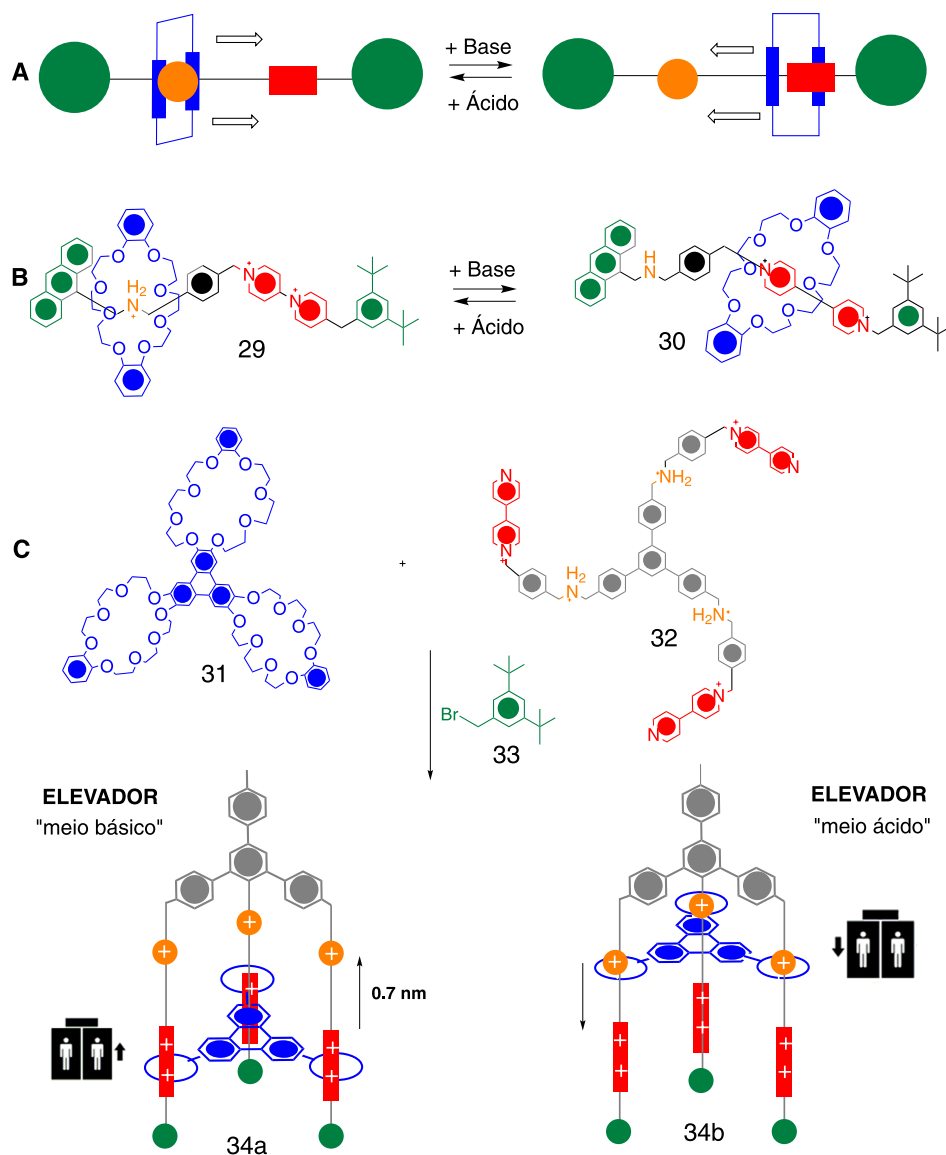 A
+ Base
+ Ácido
B
H2
N
+
O O O O O O O O
N
+
N
+
29
+ Base
+ Ácido
H
N
O O O O O O O O
N
+
N
+
30
C
O O O O O O O O
O O O O O O O O
O O O O O O O O
31
+
N
N
+
H2
N
+
NH2
N
+
N
H2N
N
+
N
32
Br
33
ELEVADOR
"meio básico"
ELEVADOR
"meio ácido"
+ + +
+ + + + +
0.7 nm
34a
+ + +
+ + + + + +
34b